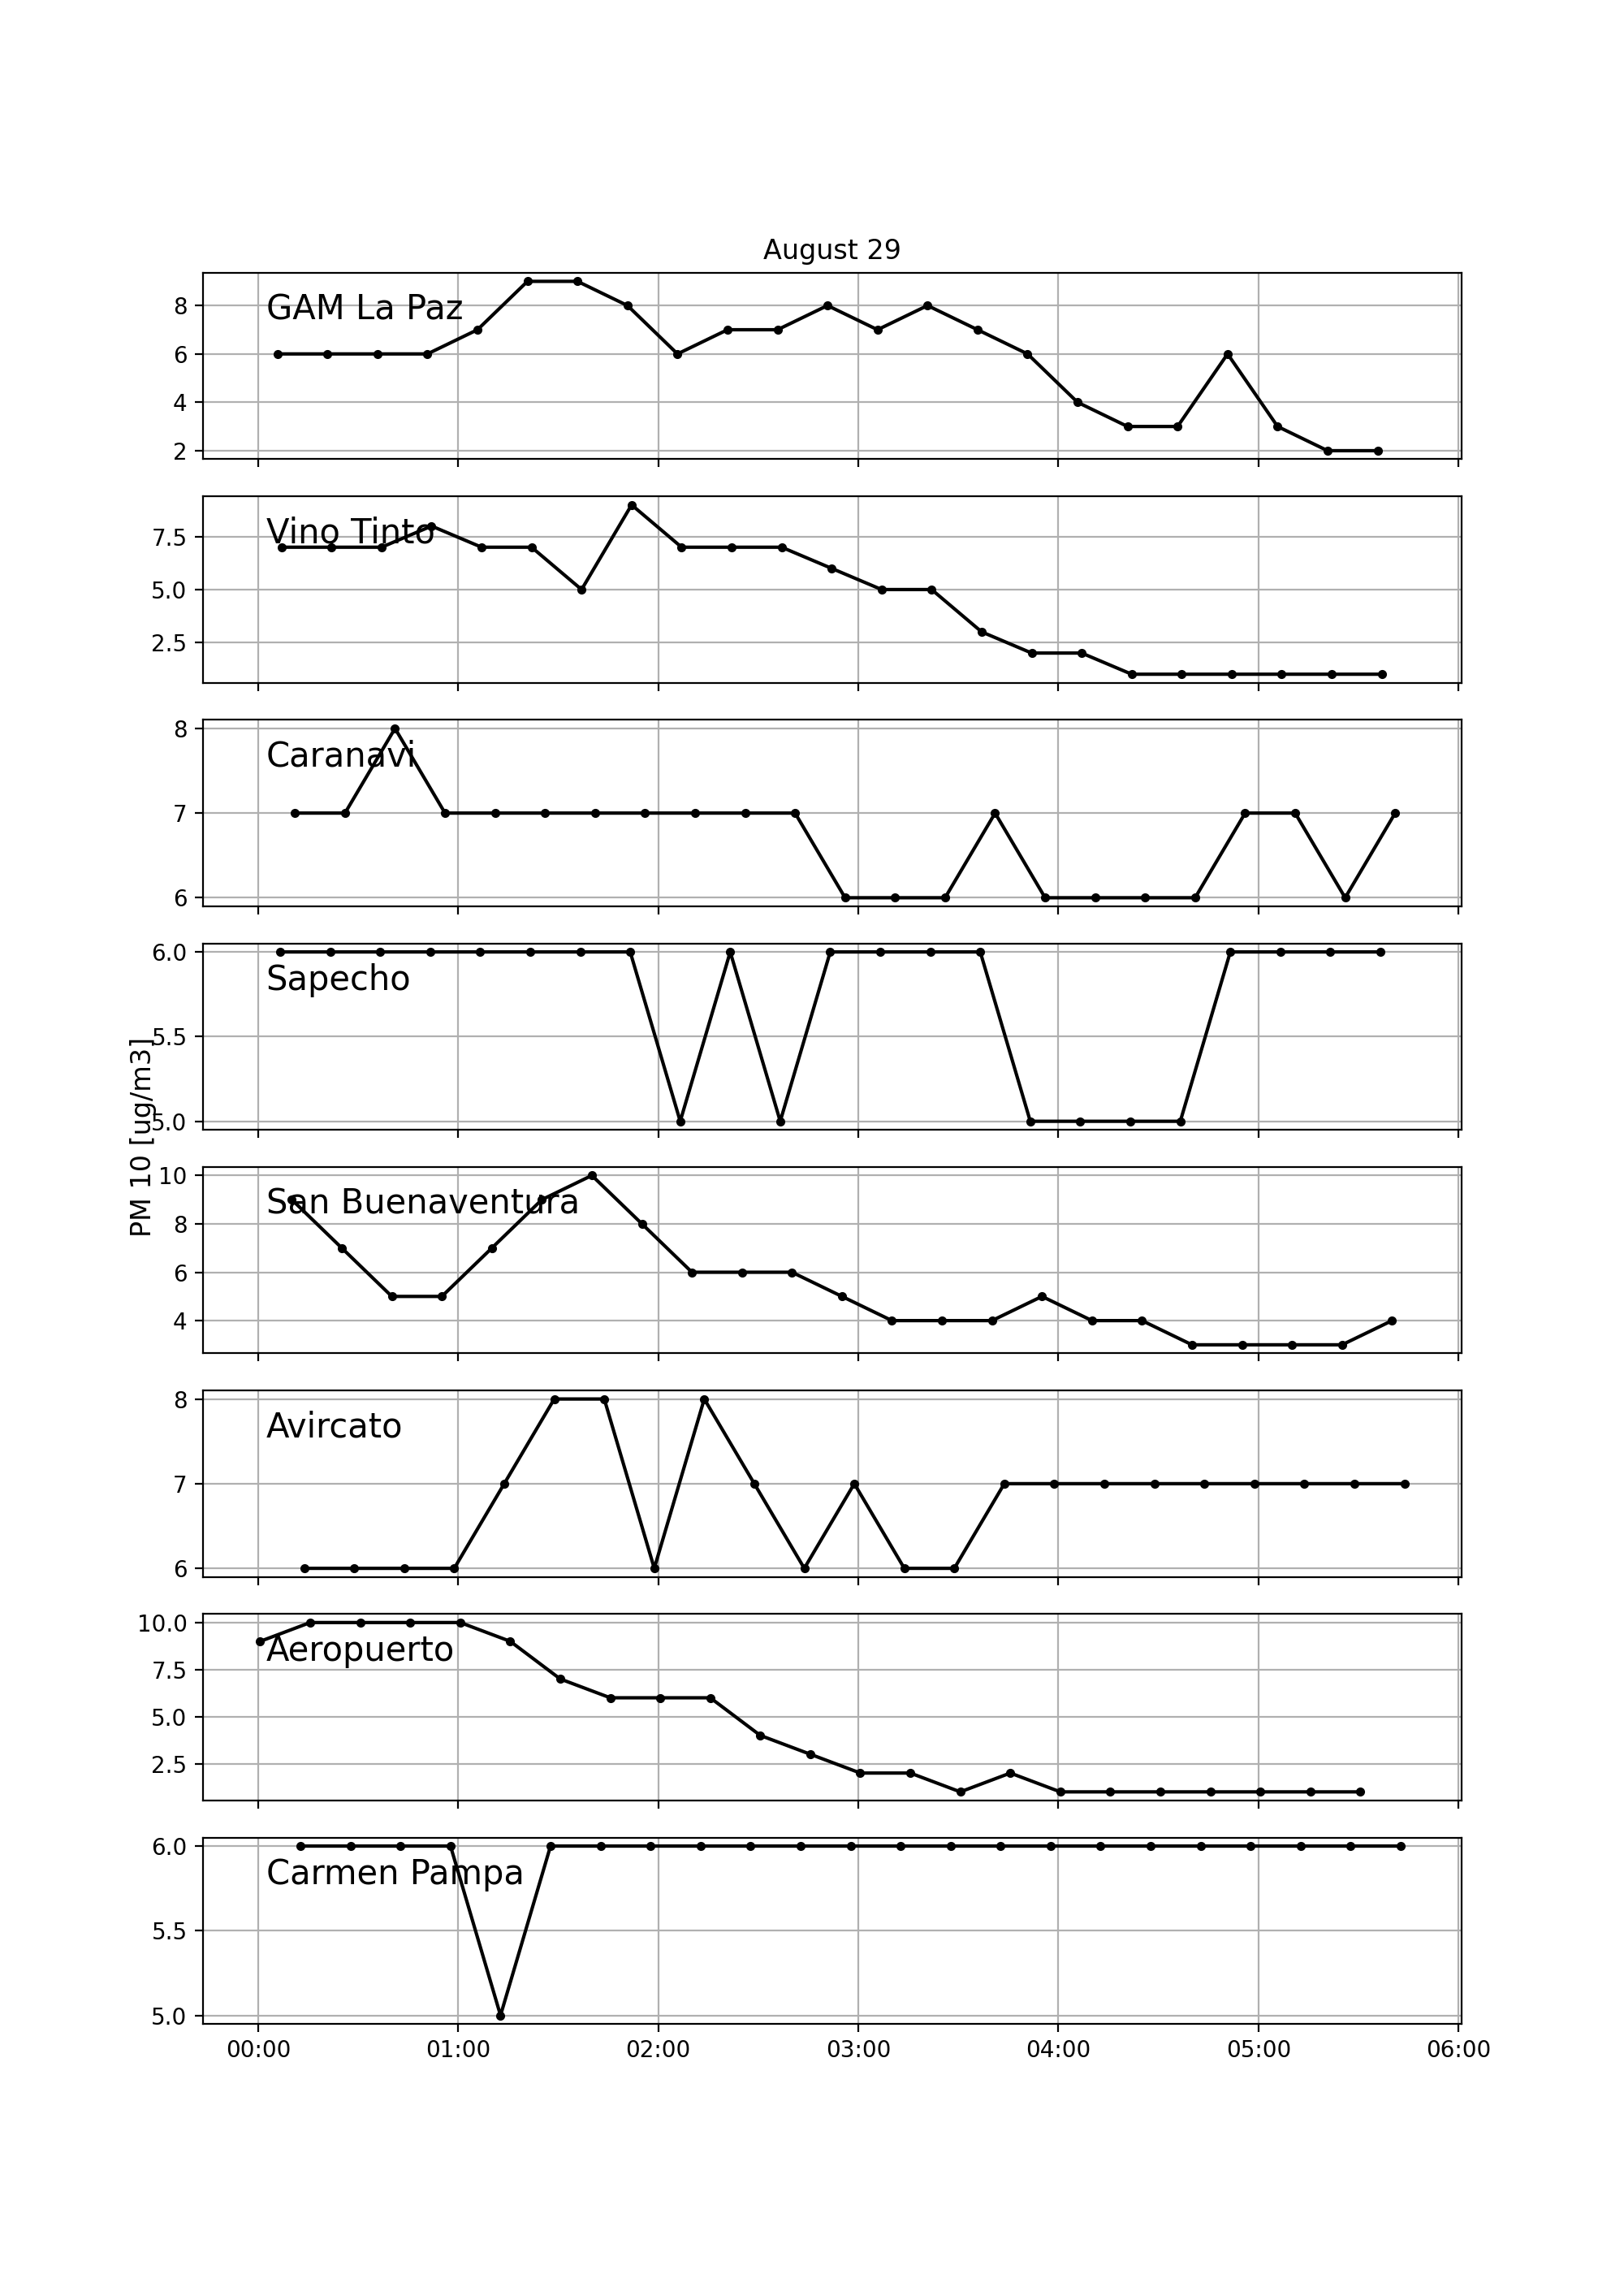 August 29
GAM La Paz
8
6
4
2
Vino Tinto
7.5
5.0
2.5
Caranavi
8
7
6
Sapecho
6.0
5.5
5.0
PM 10 [ug/m3]
San Buenaventura
10
8
6
4
Avircato
8
7
6
Aeropuerto
10.0
7.5
5.0
2.5
Carmen Pampa
6.0
5.5
5.0
00:00 01:00 02:00 03:00 04:00 05:00 06:00